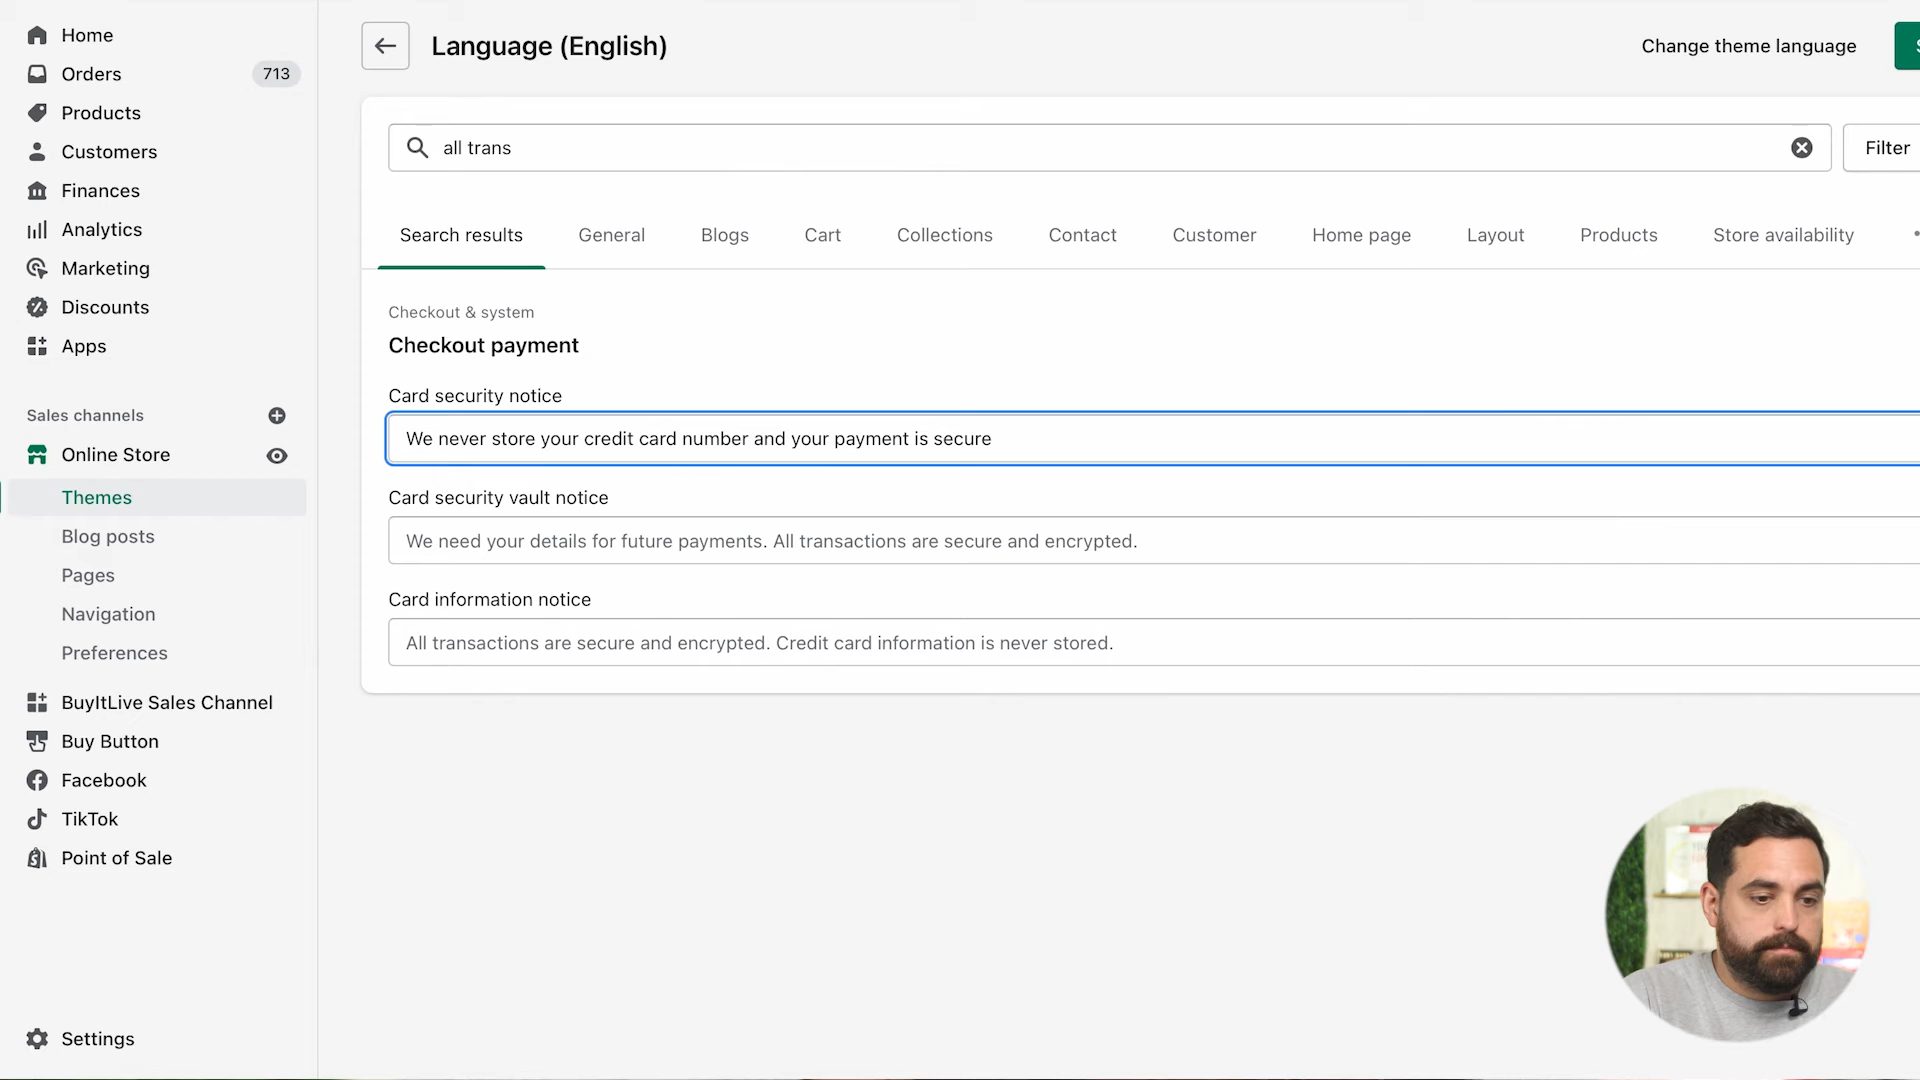 Home
Orders
713
Products
Customers
Finances
Analytics
Marketing
Discounts
Apps
Sales channels
Online Store
Themes
Blog posts
Pages
Navigation
Preferences
BuyItLive Sales Channel
Buy Button
Facebook
TikTok
Point of Sale
Settings
Language (English)
Change theme language
all trans
Filter
Search results
General
Blogs
Cart
Collections
Contact
Customer
Home page
Layout
Products
Store availability
Checkout & system
Checkout payment
Card security notice
We never store your credit card number and your payment is secure
Card security vault notice
We need your details for future payments. All transactions are secure and encrypted.
Card information notice
All transactions are secure and encrypted. Credit card information is never stored.